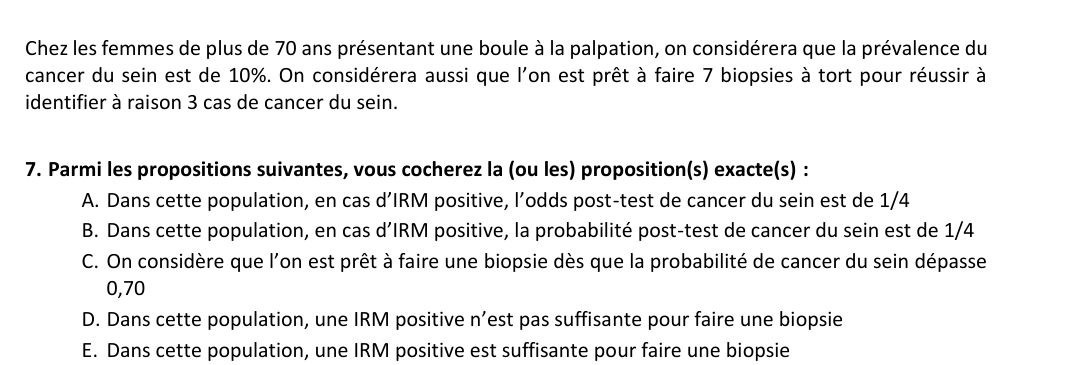 Chez les femmes de plus de 70 ans présentant une boule à la palpation, on considérera que la prévalence du
cancer du sein est de 10%. On considérera aussi que l’on est prêt à faire 7 biopsies à tort pour réussir à
identifier à raison 3 cas de cancer du sein.
7. Parmi les propositions suivantes, vous cocherez la (ou les) proposition(s) exacte(s) :
A. Dans cette population, en cas d’IRM positive, l’odds post-test de cancer du sein est de 1/4
B. Dans cette population, en cas d’IRM positive, la probabilité post-test de cancer du sein est de 1/4
C. On considère que l’on est prêt à faire une biopsie dès que la probabilité de cancer du sein dépasse
0,70
D. Dans cette population, une IRM positive n’est pas suffisante pour faire une biopsie
E. Dans cette population, une IRM positive est suffisante pour faire une biopsie